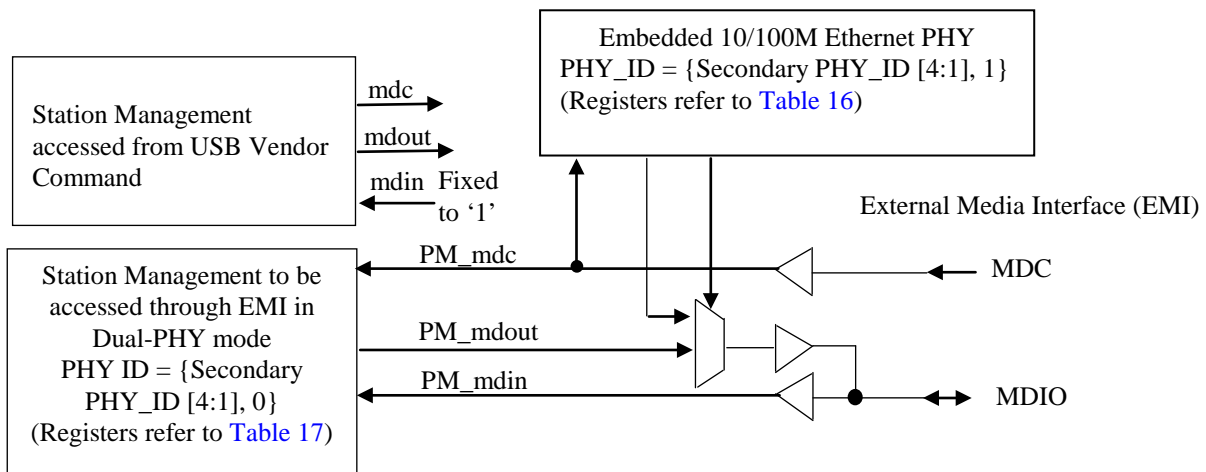 Embedded 10/100M Ethernet PHY
PHY_ID = {Secondary PHY_ID [4:1], 1}
(Registers refer to Table 16)
Station Management
accessed from USB Vendor
Command
mdc
mdout
mdin
Fixed
to ‘1’
External Media Interface (EMI)
Station Management to be
accessed through EMI in
Dual-PHY mode
PHY ID = {Secondary
PHY_ID [4:1], 0}
(Registers refer to Table 17)
PM_mdc
MDC
PM_mdout
PM_mdin
MDIO